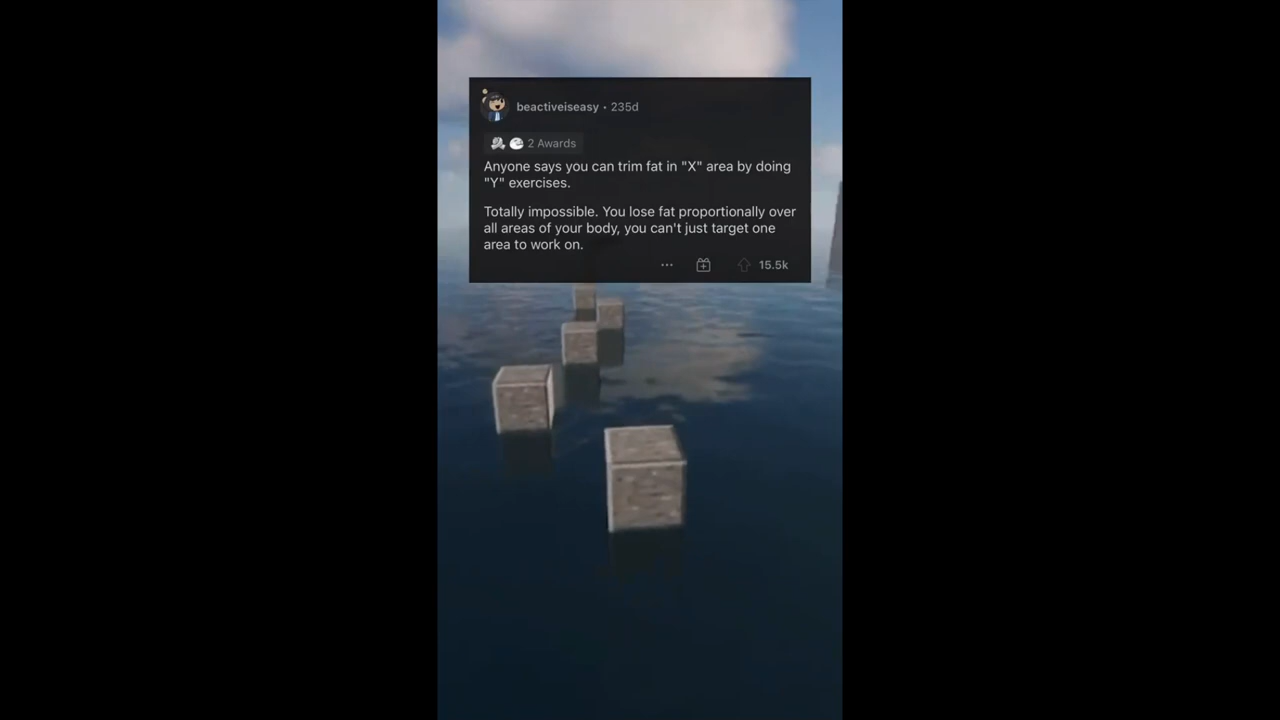 beactiveiseasy • 235d
2 Awards
Anyone says you can trim fat in "X" area by doing
"Y" exercises.
Totally impossible. You lose fat proportionally over
all areas of your body, you can't just target one
area to work on.
15.5k